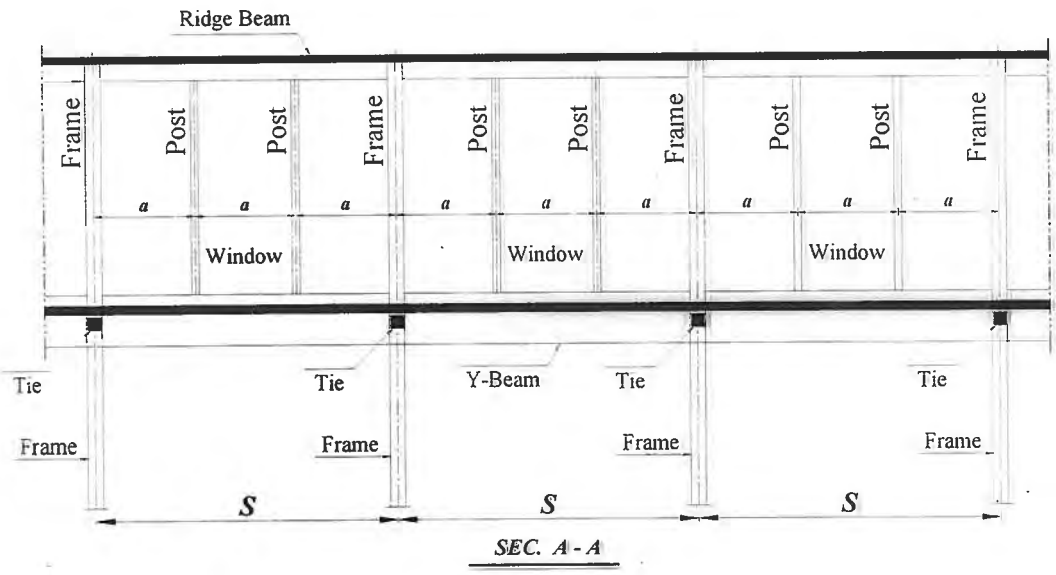 Ridge Beam
Frame Post Post Frame Post Post Frame Post Post Frame
a a a a a a a a a
Window Window Window
Tie Tie Y-Beam Tie Tie
Frame Frame Frame Frame
S S S
SEC. A - A